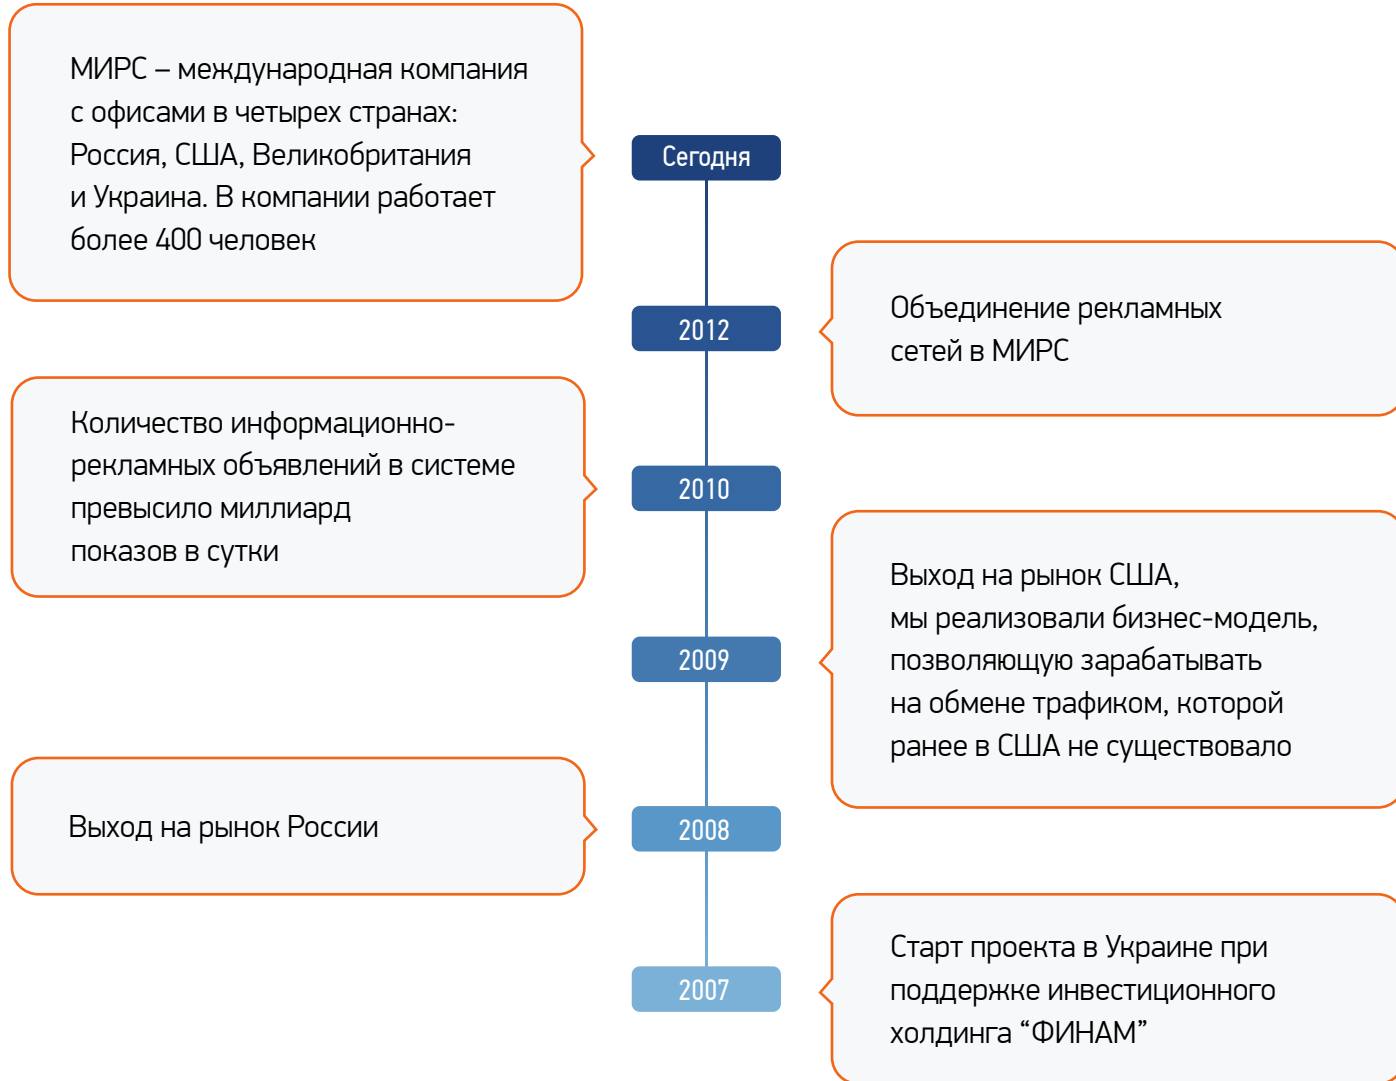 МИРС – международная компания
с офисами в четырех странах:
Россия, США, Великобритания
и Украина. В компании работает
более 400 человек
Сегодня
2012
Объединение рекламных
сетей в МИРС
Количество информационно-
рекламных объявлений в системе
превысило миллиард
показов в сутки
2010
2009
Выход на рынок США,
мы реализовали бизнес-модель,
позволяющую зарабатывать
на обмене трафиком, которой
ранее в США не существовало
Выход на рынок России
2008
2007
Старт проекта в Украине при
поддержке инвестиционного
холдинга “ФИНАМ”